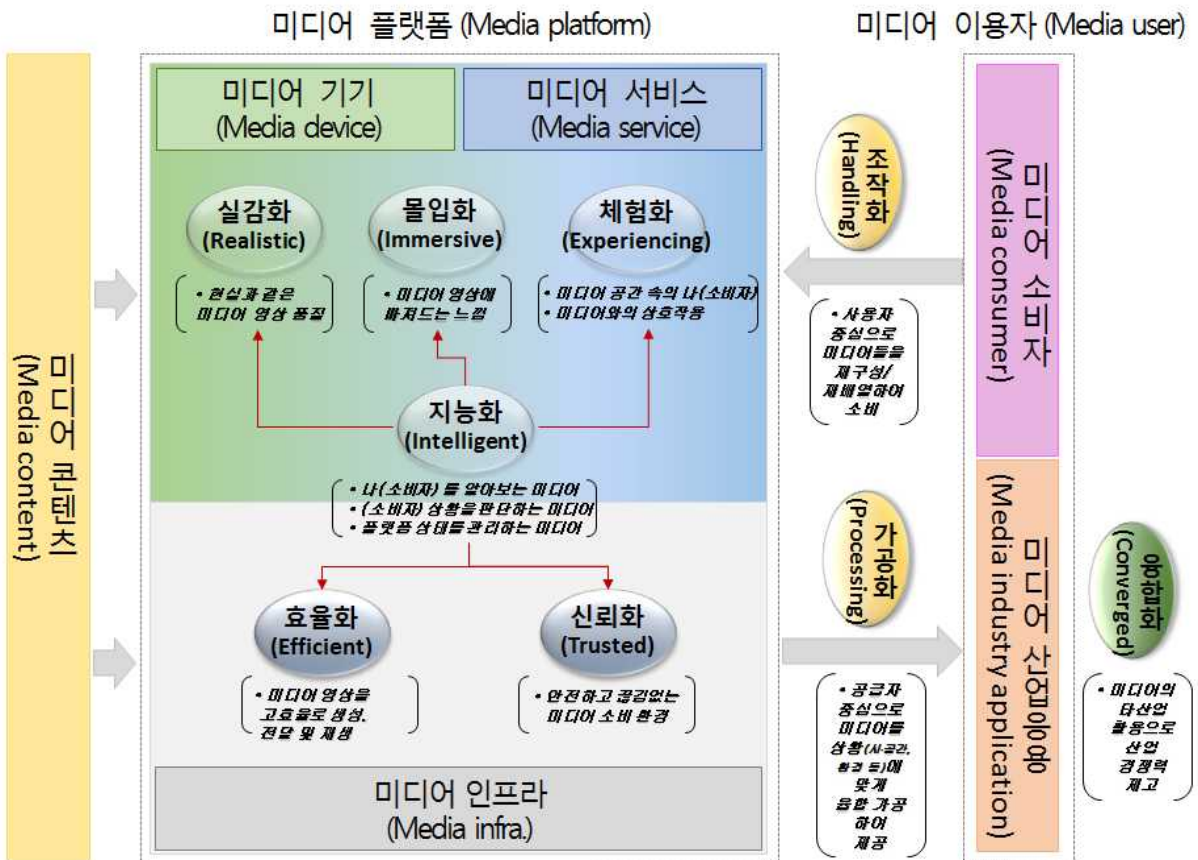 미디어 플랫폼 (Media platform)
미디어 이용자 (Media user)
미디어 콘텐츠
(Media content)
미디어 기기
(Media device)
미디어 서비스
(Media service)
실감화
(Realistic)
• 현실과 같은
미디어 영상 품질
몰입화
(Immersive)
• 미디어 영상에
빠져드는 느낌
체험화
(Experiencing)
• 미디어 공간 속의 나(소비자)
• 미디어와의 상호작용
지능화
(Intelligent)
• 나(소비자)를 알아보는 미디어
• (소비자) 상황을 판단하는 미디어
• 플랫폼 상태를 관리하는 미디어
효율화
(Efficient)
• 미디어 영상을
고효율로 생성,
전달 및 재생
신뢰화
(Trusted)
• 안전하고 끊김없는
미디어 소비 환경
미디어 인프라
(Media infra.)
조작화
(Handling)
• 사용자
중심으로
미디어들을
재구성/
재배열하여
소비
가공화
(Processing)
• 공급자
중심으로
미디어를
상황(시·공간,
환경 등)에
맞게
융합 가공
하여
제공
미디어 소비자
(Media consumer)
미디어 산업응용
(Media industry application)
융합화
(Converged)
• 미디어의
타산업
활용으로
산업
경쟁력
제고